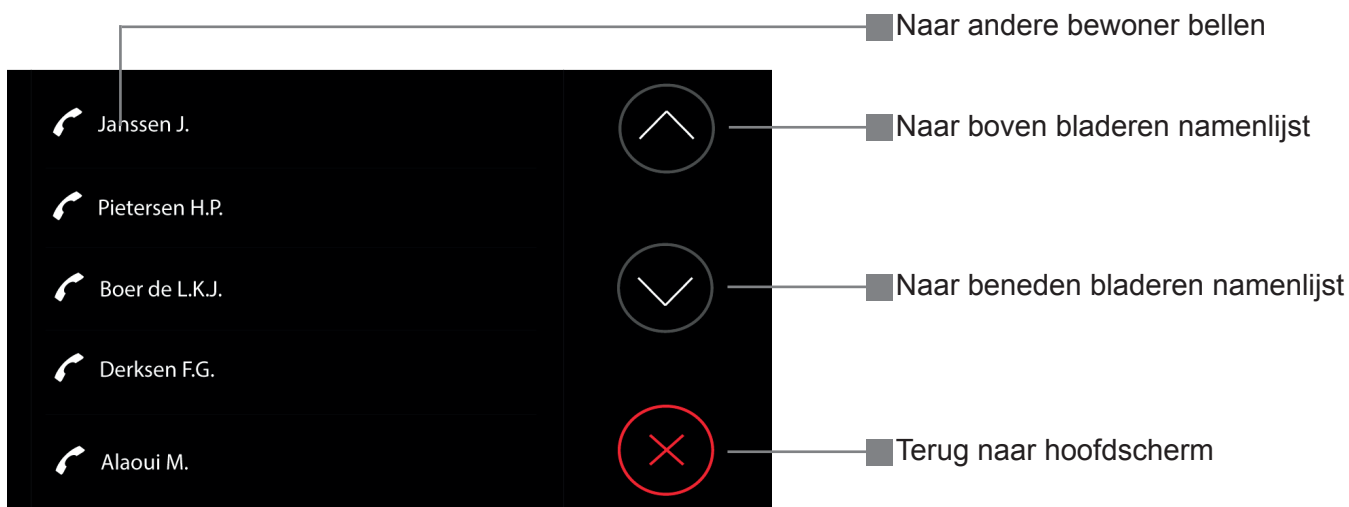 Naar andere bewoner bellen
Janssen J.
Naar boven bladeren namenlijst
Pietersen H.P.
Boer de L.K.J.
Naar beneden bladeren namenlijst
Derksen F.G.
Alaoui M.
Terug naar hoofdscherm